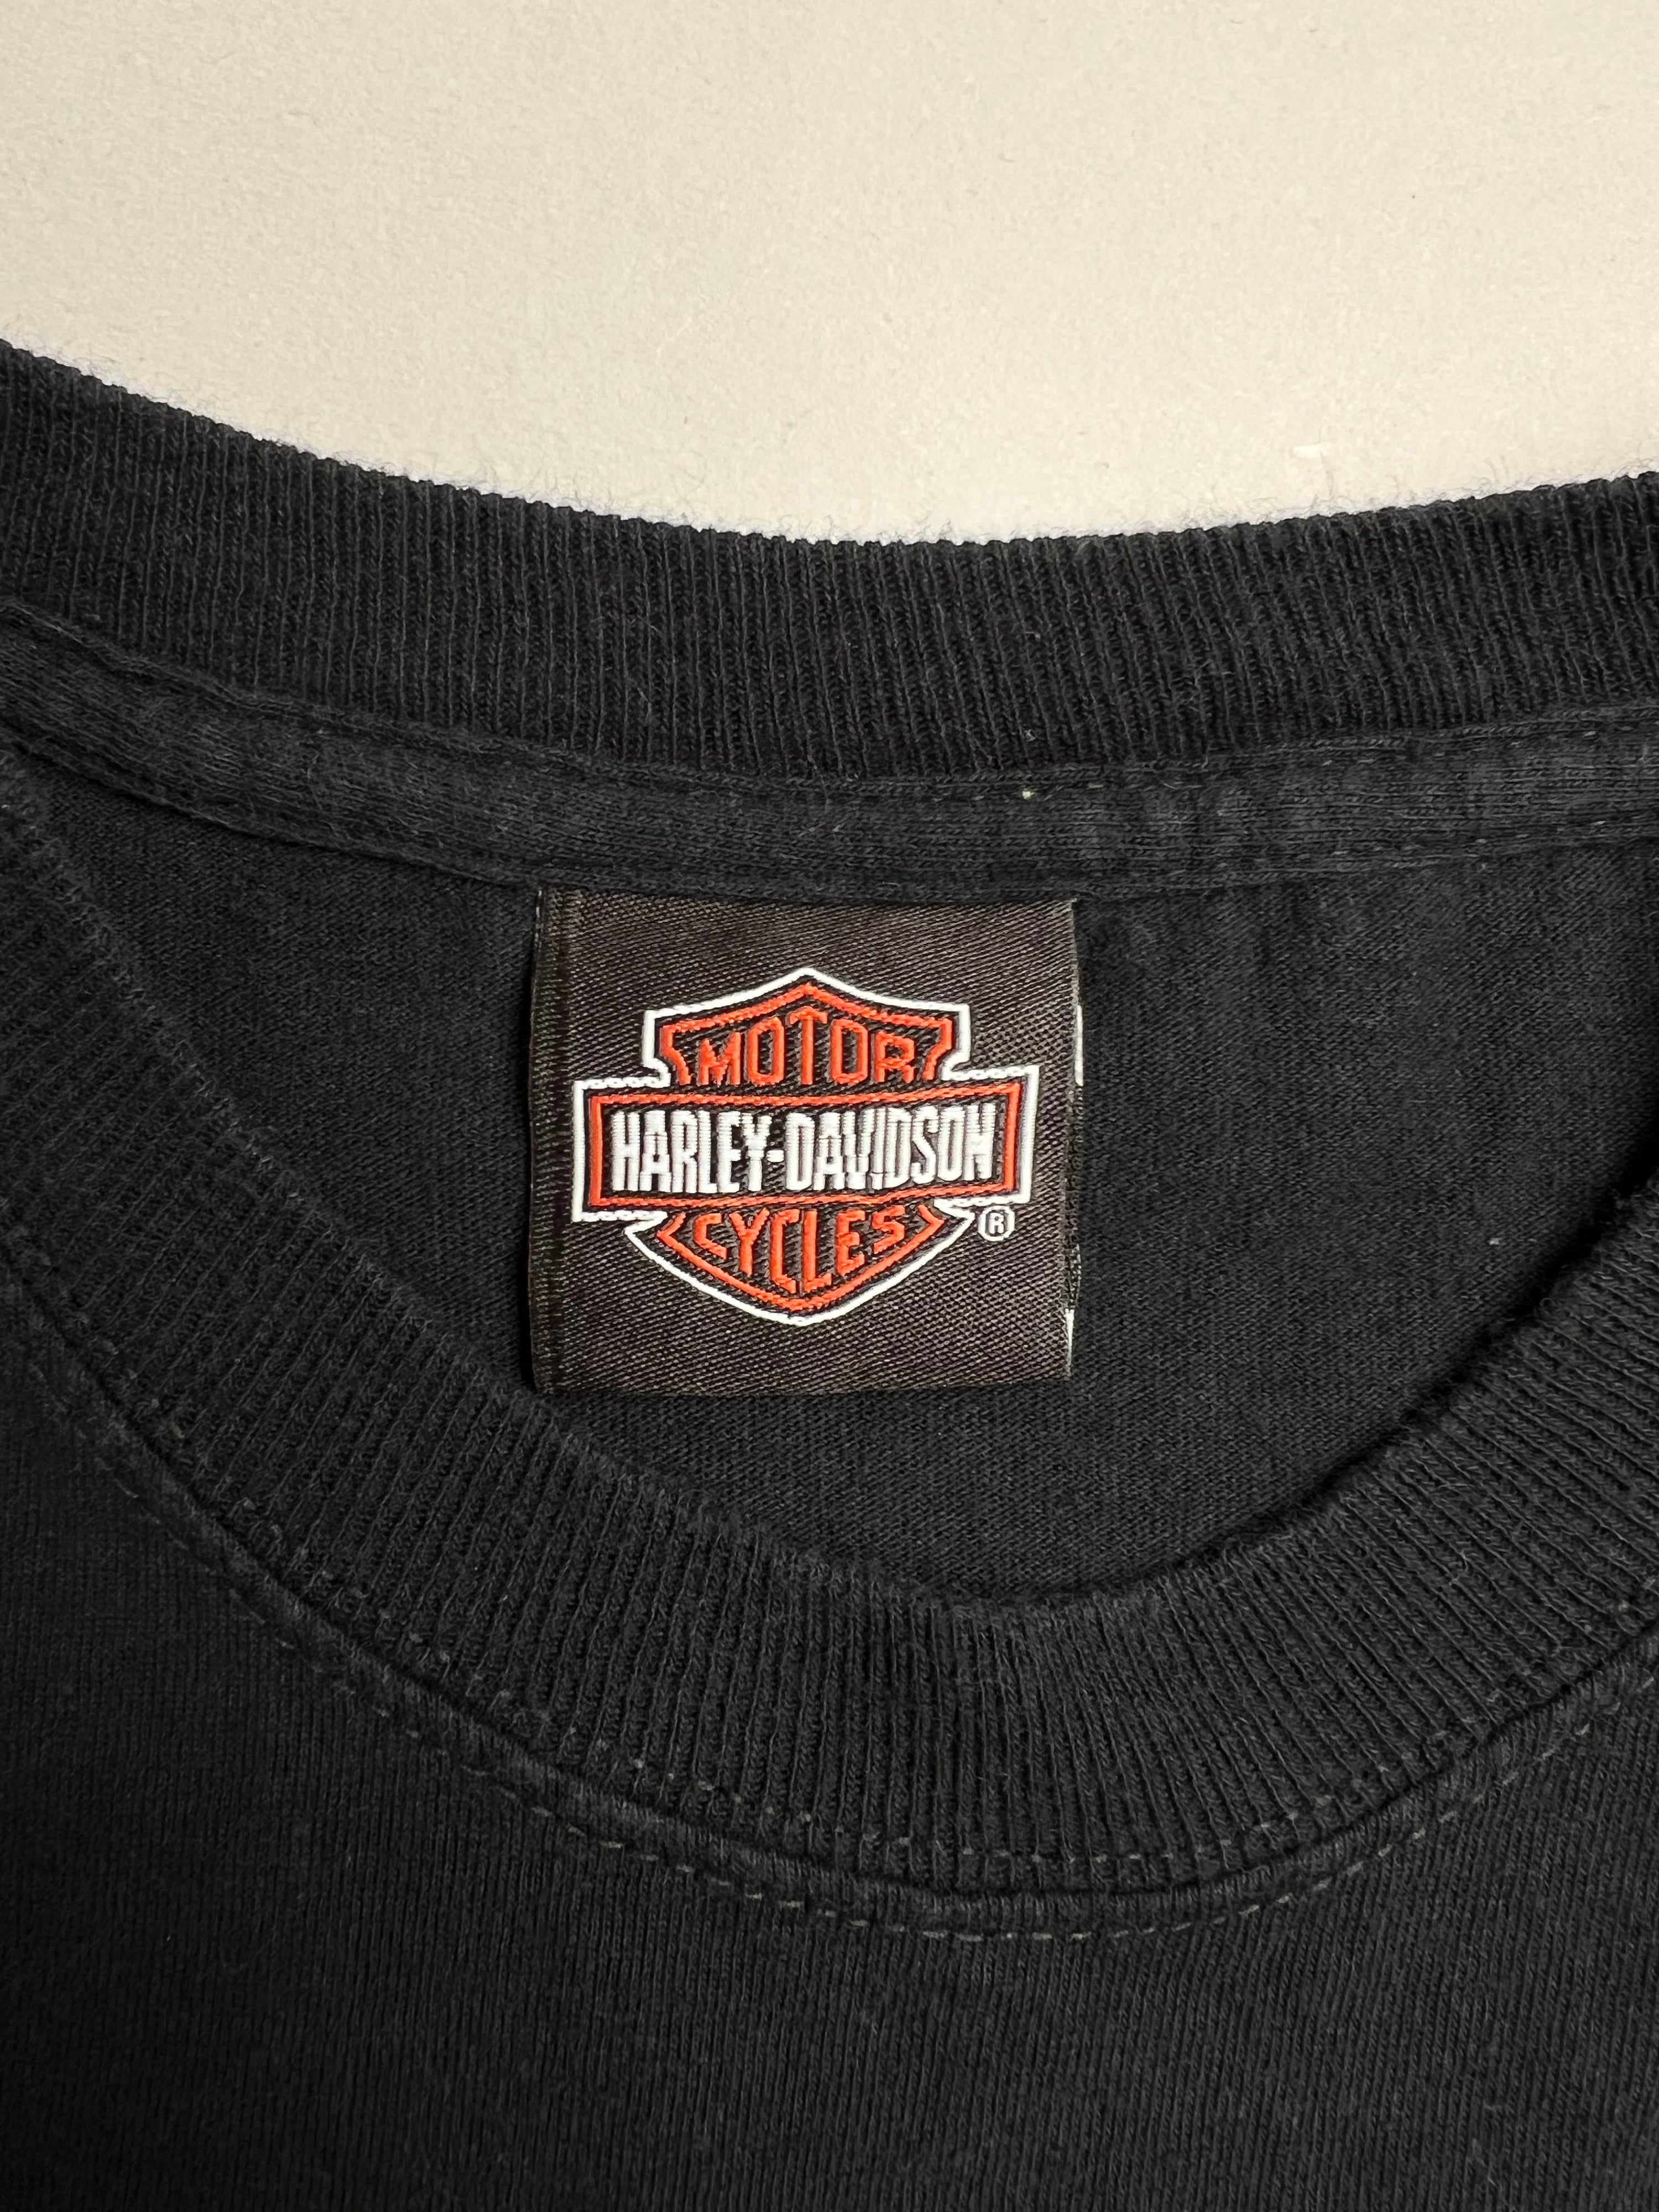 MOTOR
HARLEY-DAVIDSON
CYCLES
®